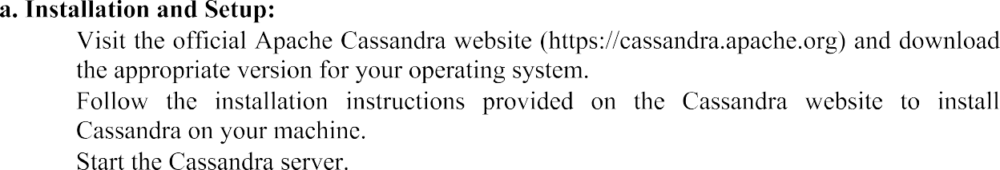 a. Installation and Setup:
Visit the official Apache Cassandra website (https://cassandra.apache.org) and download
the appropriate version for your operating system.
Follow the installation instructions provided on the Cassandra website to install
Cassandra on your machine.
Start the Cassandra server.